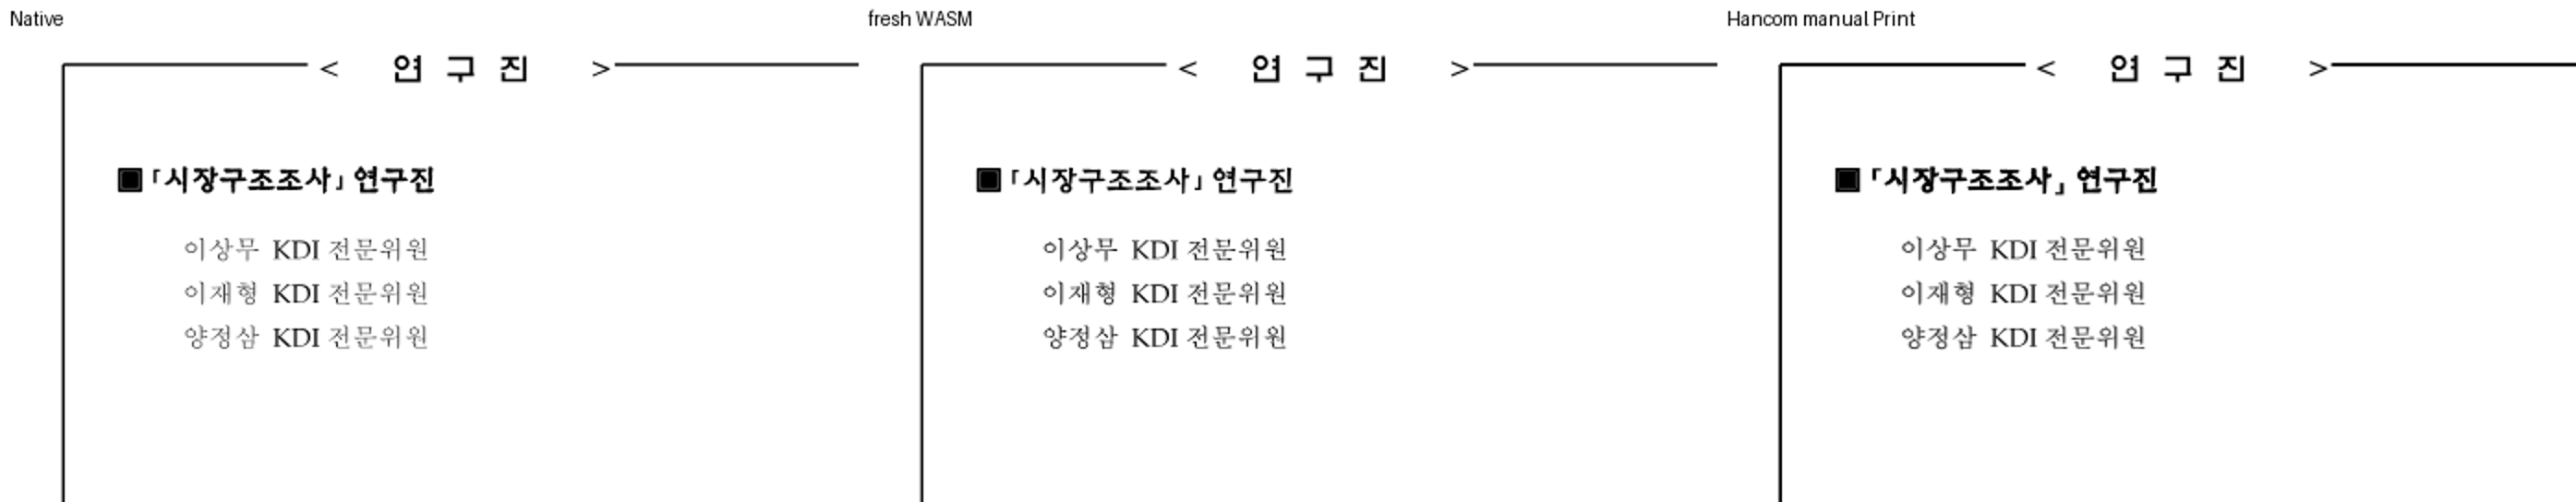 Native fresh WASM Hancom manual Print
< 연 구 진 > < 연 구 진 > < 연 구 진 >
▣「시장구조조사」연구진 ▣「시장구조조사」연구진 ▣「시장구조조사」 연구진
이상무 KDI 전문위원 이상무 KDI 전문위원 이상무 KDI 전문위원
이재형 KDI 전문위원 이재형 KDI 전문위원 이재형 KDI 전문위원
양정삼 KDI 전문위원 양정삼 KDI 전문위원 양정삼 KDI 전문위원